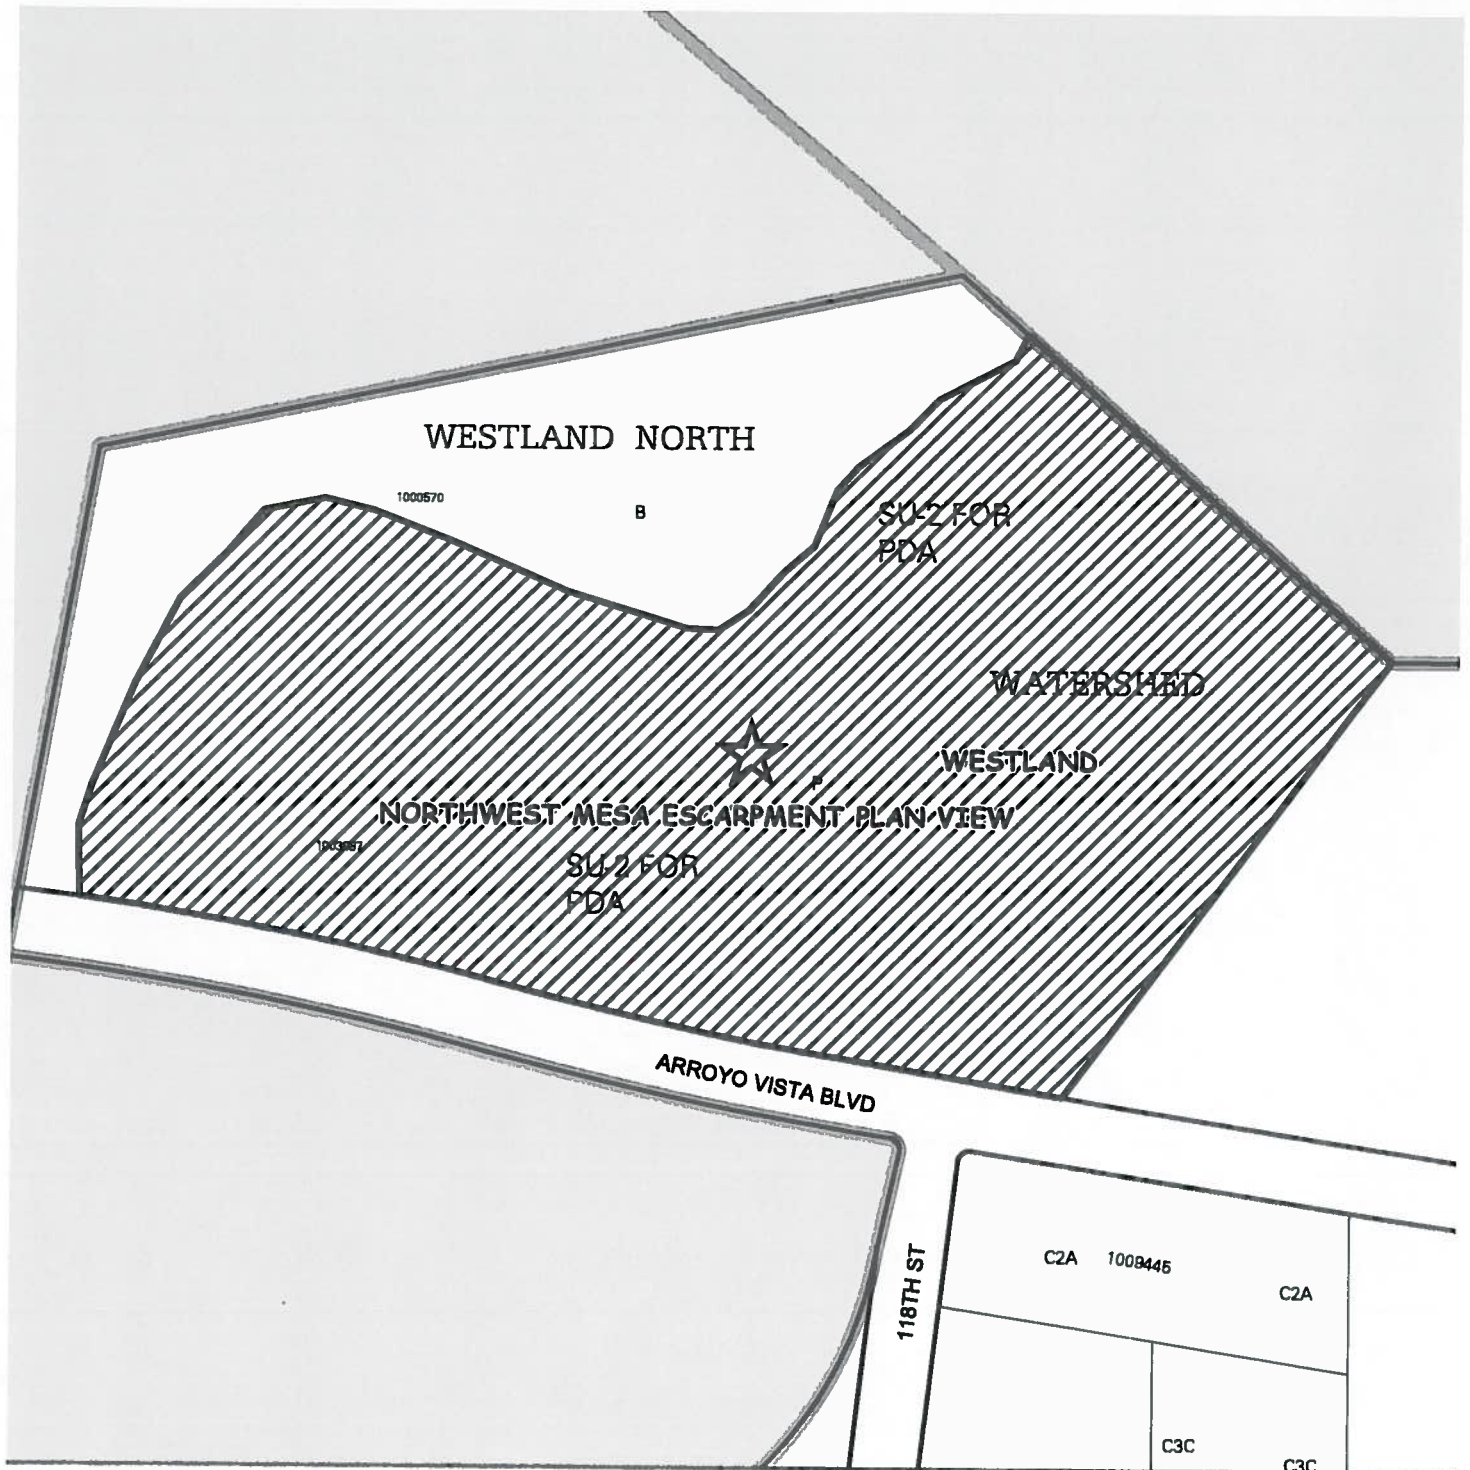 WESTLAND NORTH
1000570
B
SU-2 FOR
PDA
WATERSHED
WESTLAND
P
NORTHWEST MESA ESCARPMENT PLAN VIEW
SU-2 FOR
PDA
ARROYO VISTA BLVD
118TH ST
C2A
1009445
C2A
C3C
C3C